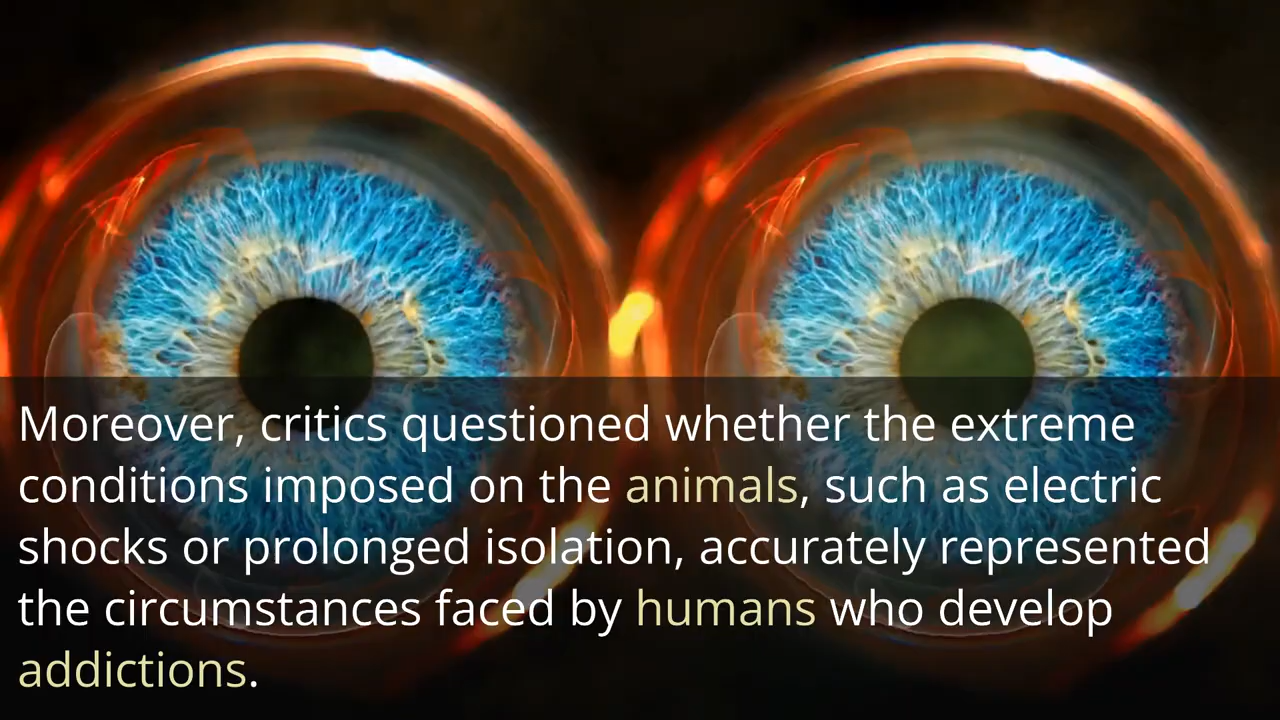 Moreover, critics questioned whether the extreme
conditions imposed on the animals, such as electric
shocks or prolonged isolation, accurately represented
the circumstances faced by humans who develop
addictions.